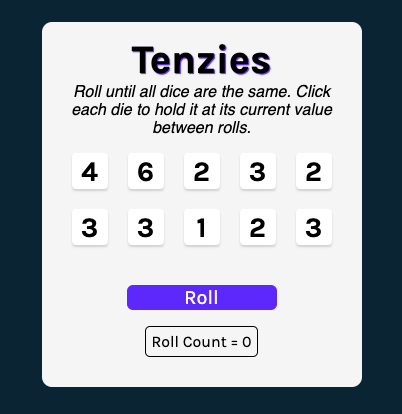 Tenzies
Roll until all dice are the same. Click
each die to hold it at its current value
between rolls.
4 6 2 3 2
3 3 1 2 3
Roll
Roll Count = 0